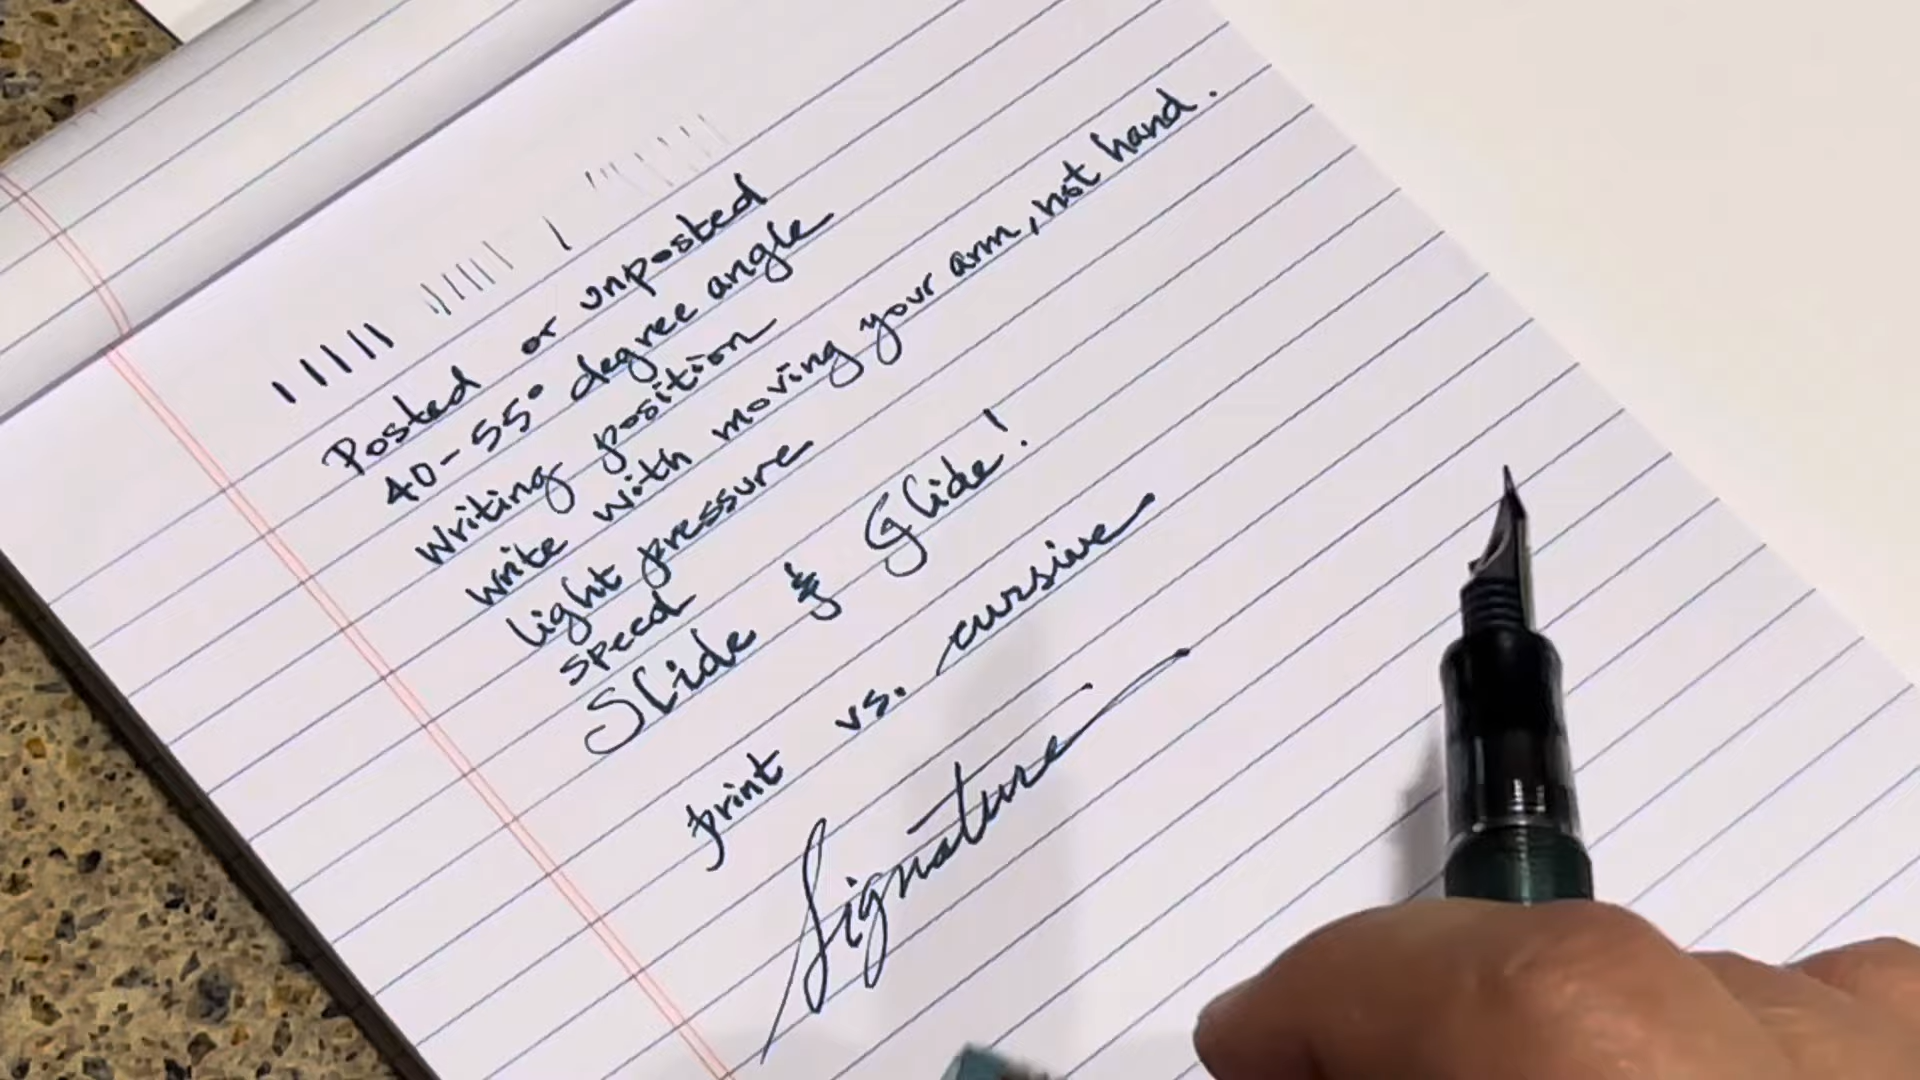 Posted or unposted
40-55° degree angle
Writing position
Write with moving your arm, not hand.
light pressure
speed
Slide & Glide!
print vs. cursive
Signature